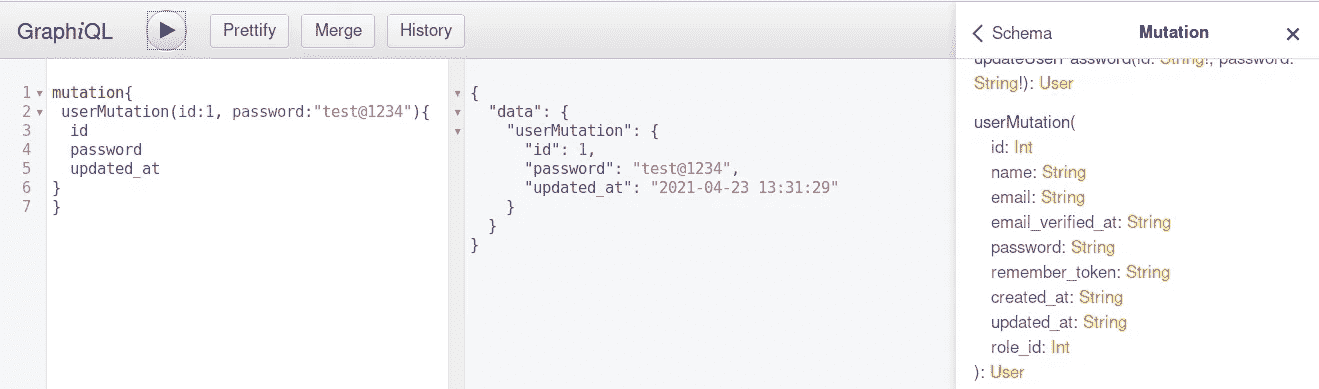 GraphiQL Prettify Merge History
1 mutation{
2 userMutation(id:1, password:"test@1234"){
3 id
4 password
5 updated_at
6 }
7 }
{
"data": {
"userMutation": {
"id": 1,
"password": "test@1234",
"updated_at": "2021-04-23 13:31:29"
}
}
}
Schema Mutation
updateUserPassword(id: String!, password:
String!): User
userMutation(
id: Int
name: String
email: String
email_verified_at: String
password: String
remember_token: String
created_at: String
updated_at: String
role_id: Int
): User